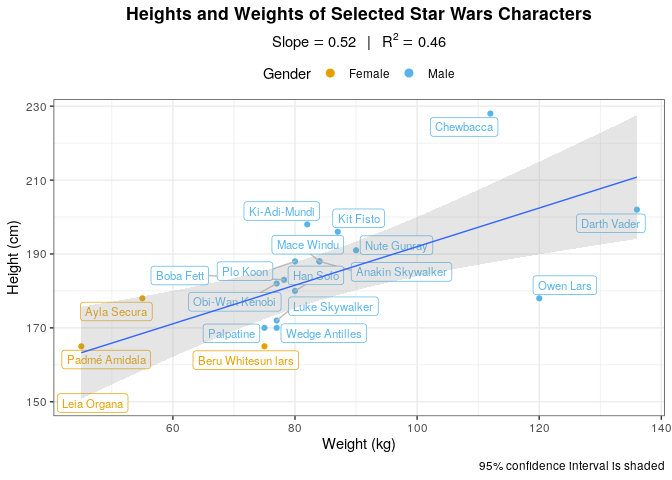 Heights and Weights of Selected Star Wars Characters
Slope = 0.52 | R² = 0.46
Gender Female Male
230
Chewbacca
210
Ki-Adi-Mundi
Kit Fisto
Darth Vader
Mace Windu
Nute Gunray
190
Boba Fett
Plo Koon
Han Solo
Anakin Skywalker
Owen Lars
Obi-Wan Kenobi
Ayla Secura
Luke Skywalker
170
Palpatine
Wedge Antilles
Padmé Amidala
Beru Whitesun lars
150
Leia Organa
60 80 100 120 140
Height (cm)
Weight (kg)
95% confidence interval is shaded